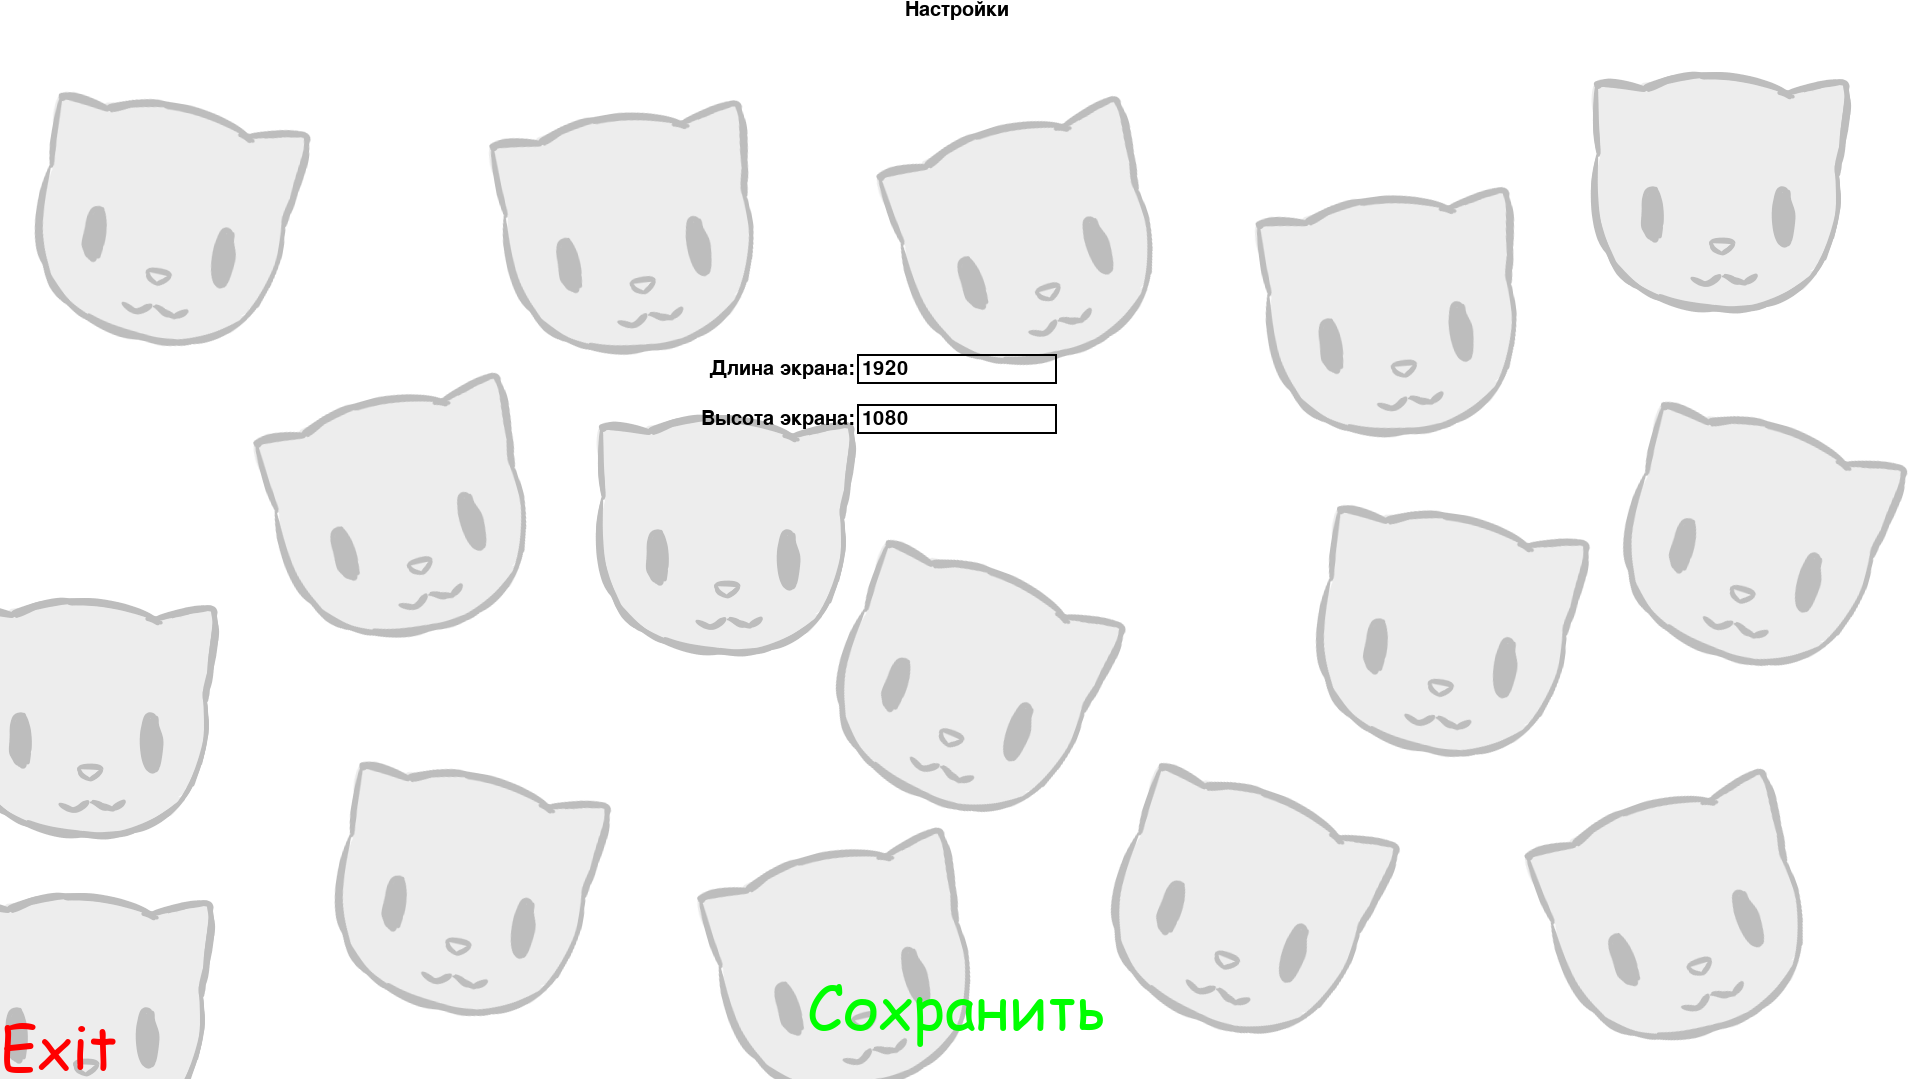 Настройки
Длина экрана: 1920
Высота экрана: 1080
Сохранить
Exit